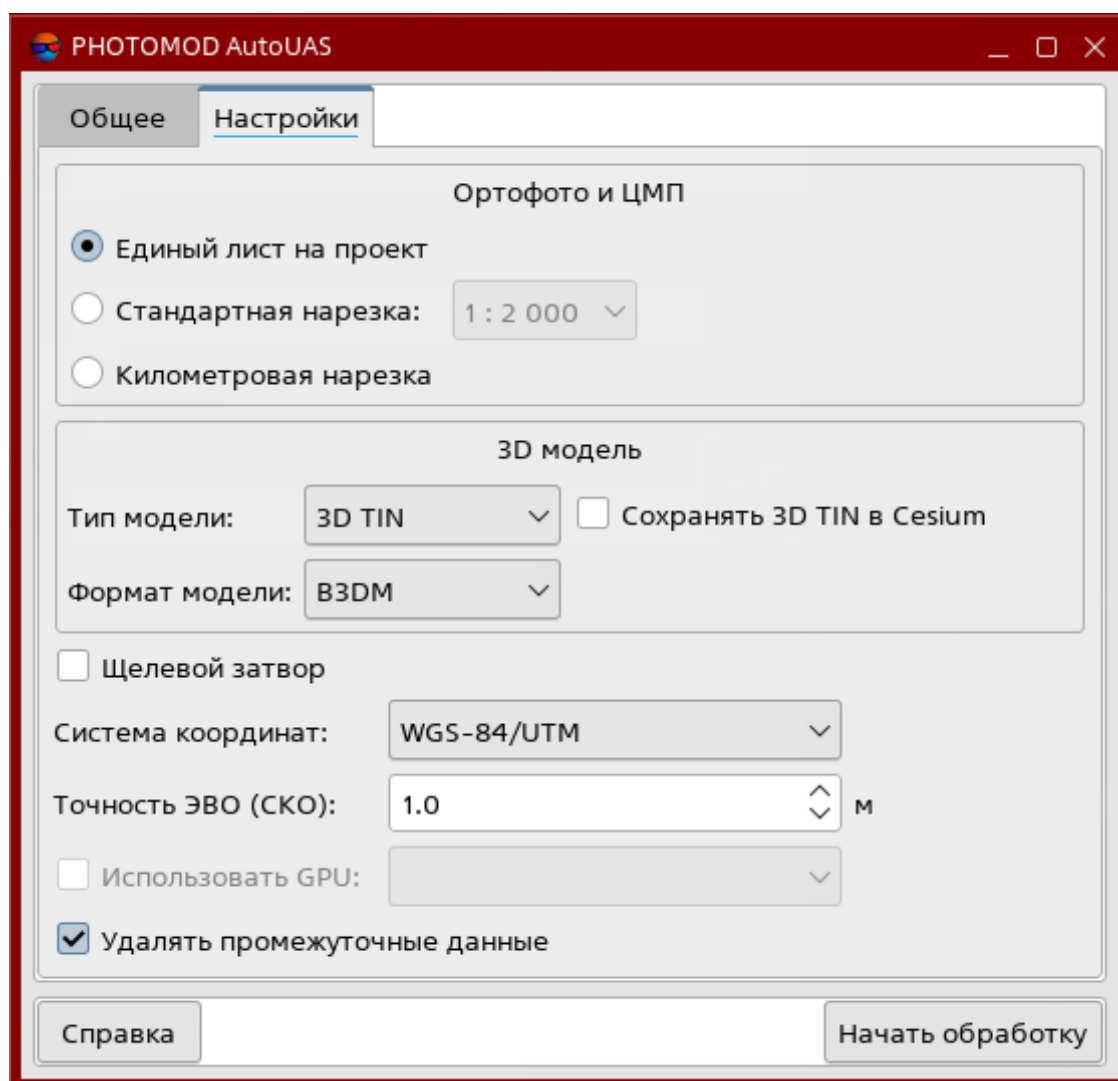 PHOTOMOD AutoUAS
Общее Настройки
Ортофото и ЦМП
Единый лист на проект
Стандартная нарезка: 1 : 2 000
Километровая нарезка
3D модель
Тип модели: 3D TIN Сохранять 3D TIN в Cesium
Формат модели: B3DM
Щелевой затвор
Система координат: WGS-84/UTM
Точность ЭВО (СКО): 1.0 м
Использовать GPU:
Удалять промежуточные данные
Справка Начать обработку